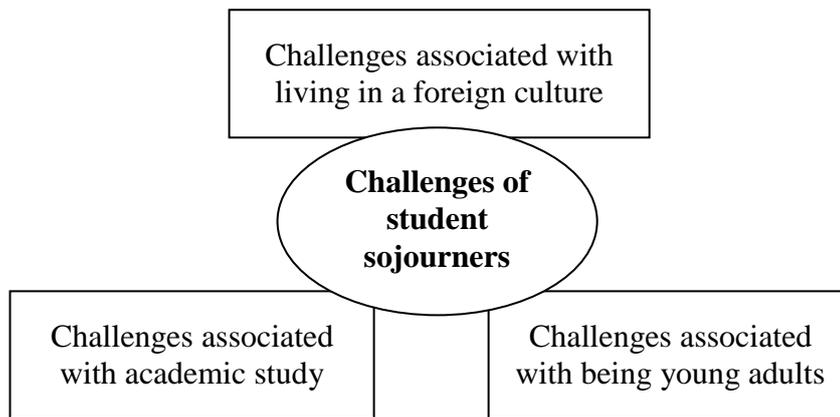 Challenges associated with
living in a foreign culture
Challenges of
student
sojourners
Challenges associated
with academic study
Challenges associated
with being young adults